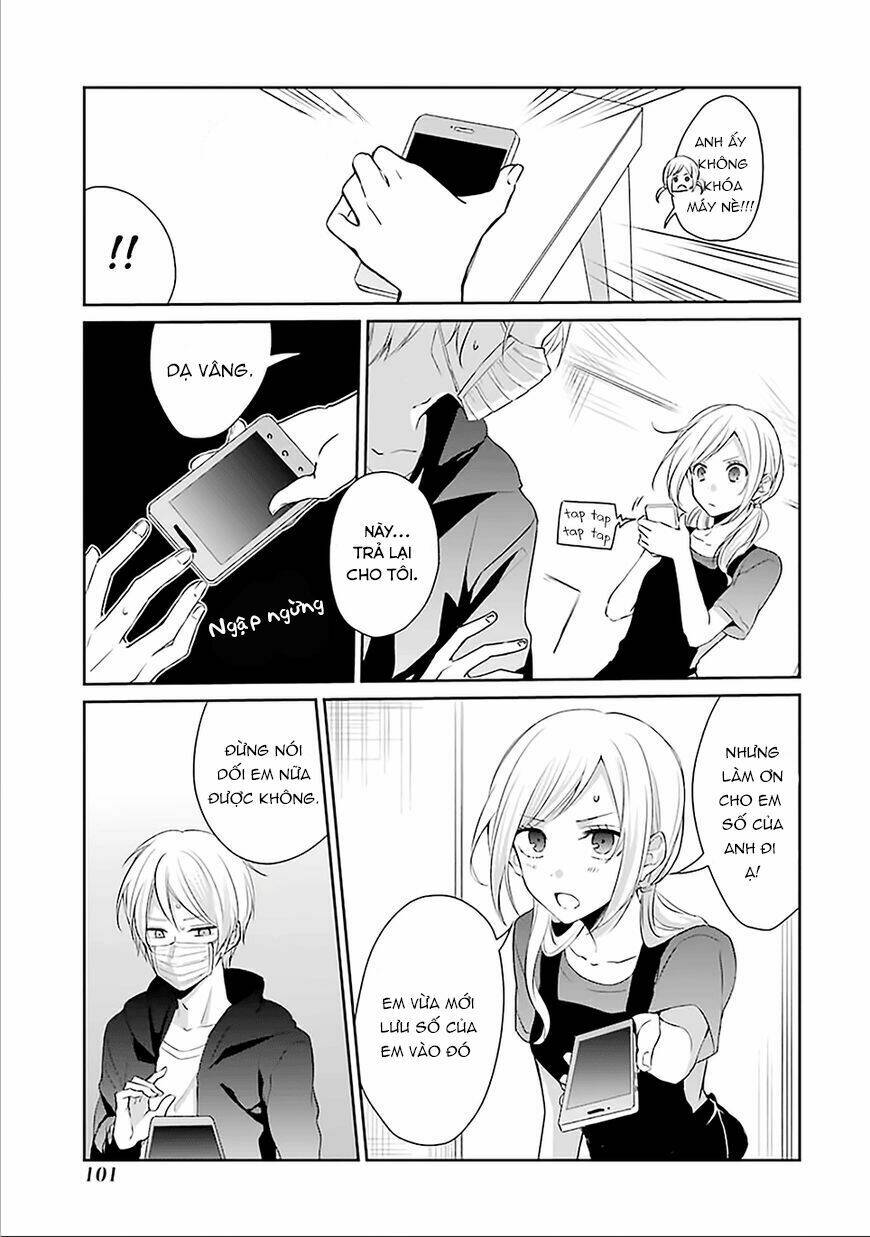 ANH ẤY
KHÔNG
KHÓA
MÁY NÈ!!!
!!
tap tap
tap tap
NÀY...
TRẢ LẠI
CHO TÔI.
DẠ VÂNG.
Ngập ngừng
NHƯNG
LÀM ƠN
CHO EM
SỐ CỦA
ANH ĐI
Ạ!
EM VỪA MỚI
LƯU SỐ CỦA
EM VÀO ĐÓ
ĐỪNG NÓI
DỐI EM NỮA
ĐƯỢC KHÔNG.
101